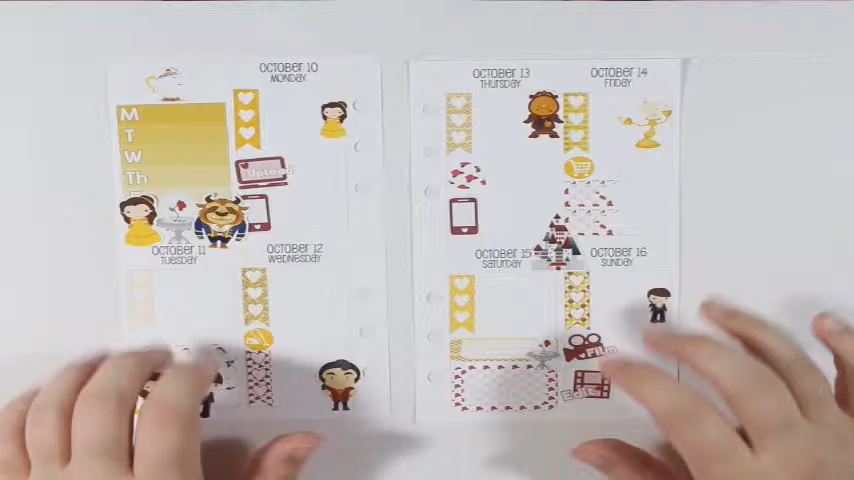 OCTOBER 10
MONDAY
M
T
W
Th
Upload
OCTOBER 11
TUESDAY
OCTOBER 12
WEDNESDAY
OCTOBER 13
THURSDAY
OCTOBER 14
FRIDAY
OCTOBER 15
SATURDAY
OCTOBER 16
SUNDAY
FILM
Edit